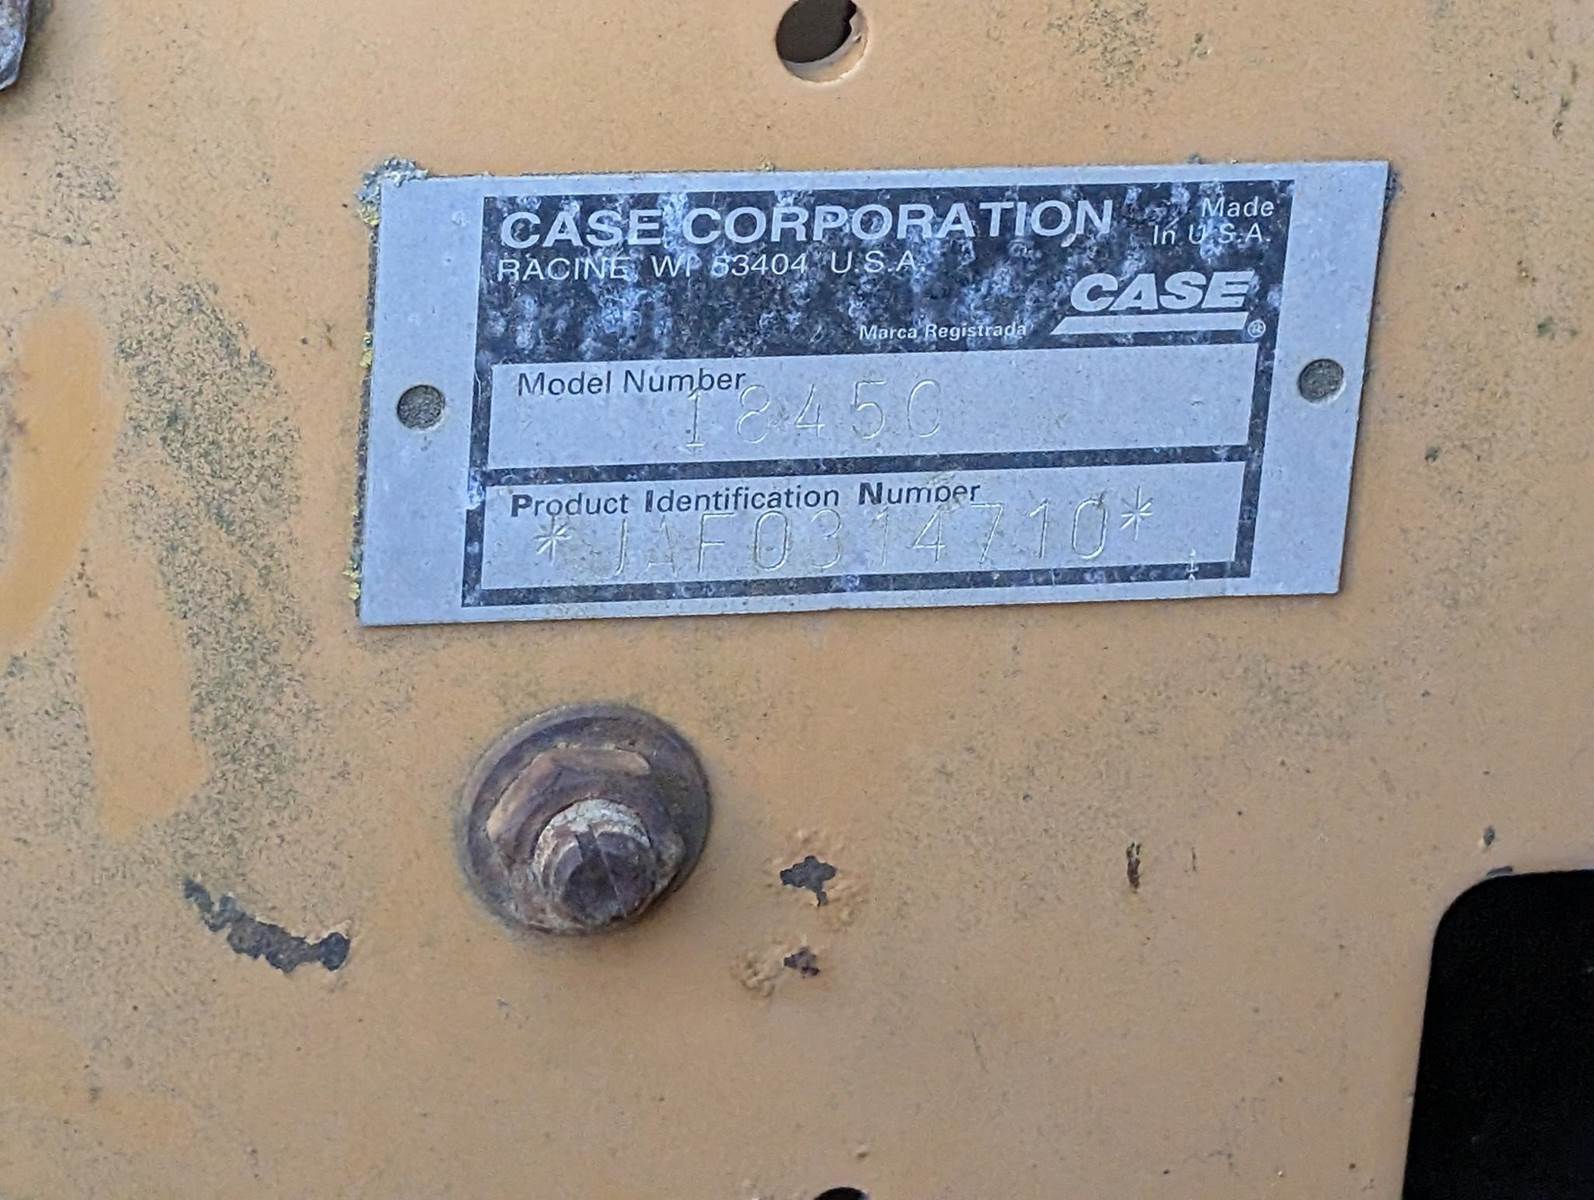 CASE CORPORATION
Made
In U.S.A.
RACINE WI 53404 U.S.A.
CASE
Marca Registrada ®
Model Number
1845C
Product Identification Number
*JAF0314710*